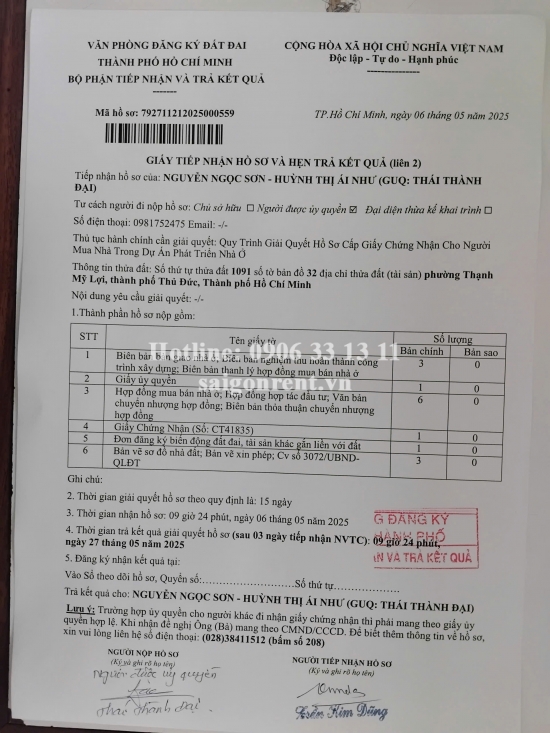 VĂN PHÒNG ĐĂNG KÝ ĐẤT ĐAI
THÀNH PHỐ HỒ CHÍ MINH
BỘ PHẬN TIẾP NHẬN VÀ TRẢ KẾT QUẢ
CỘNG HÒA XÃ HỘI CHỦ NGHĨA VIỆT NAM
Độc lập - Tự do - Hạnh phúc
Mã hồ sơ: 792711212025000559
TP.Hồ Chí Minh, ngày 06 tháng 05 năm 2025
GIẤY TIẾP NHẬN HỒ SƠ VÀ HẸN TRẢ KẾT QUẢ (liên 2)
Tiếp nhận hồ sơ của: NGUYỄN NGỌC SƠN - HUỲNH THỊ ÁI NHƯ (GUQ: THÁI THÀNH
ĐẠI)
Tư cách người đi nộp hồ sơ: Chủ sở hữu ☐ Người được ủy quyền ☑ Đại diện thừa kế khai trình ☐
Số điện thoại: 0981752475 Email: -/-
Thủ tục hành chính cần giải quyết: Quy Trình Giải Quyết Hồ Sơ Cấp Giấy Chứng Nhận Cho Người
Mua Nhà Trong Dự Án Phát Triển Nhà Ở
Thông tin thửa đất: Số thứ tự thửa đất 1091 số tờ bản đồ 32 địa chỉ thửa đất (tài sản) phường Thạnh
Mỹ Lợi, thành phố Thủ Đức, Thành phố Hồ Chí Minh
Nội dung yêu cầu giải quyết: -/-
1.Thành phần hồ sơ nộp gồm:
STT Tên giấy tờ Số lượng
Bản chính Bản sao
1 Biên bản bàn giao nhà ở; Biên bản nghiệm thu hoàn thành công 3 0
trình xây dựng; Biên bản thanh lý hợp đồng mua bán nhà ở
2 Giấy ủy quyền 1 0
3 Hợp đồng mua bán nhà ở; Hợp đồng hợp tác đầu tư; Văn bản 6 0
chuyển nhượng hợp đồng; Biên bản thỏa thuận chuyển nhượng
hợp đồng
4 Giấy Chứng Nhận (Số: CT41835) 1 0
5 Đơn đăng ký biến động đất đai, tài sản khác gắn liền với đất 1 0
6 Bản vẽ sơ đồ nhà đất; Bản vẽ xin phép; Cv số 3072/UBND- 3 0
QLĐT
Hotline: 0906 33 13 11
saigonrent.vn
Ghi chú:
2. Thời gian giải quyết hồ sơ theo quy định là: 15 ngày
3. Thời gian nhận hồ sơ: 09 giờ 24 phút, ngày 06 tháng 05 năm 2025
4. Thời gian trả kết quả giải quyết hồ sơ (sau 03 ngày tiếp nhận NVTC): 09 giờ 24 phút,
ngày 27 tháng 05 năm 2025
G ĐĂNG KÝ
HÀNH PHỐ
N VÀ TRẢ KẾT QUẢ
5. Đăng ký nhận kết quả tại:
Vào Sổ theo dõi hồ sơ, Quyển số:........................Số thứ tự....................
Trả kết quả cho: NGUYỄN NGỌC SƠN - HUỲNH THỊ ÁI NHƯ (GUQ: THÁI THÀNH ĐẠI)
Lưu ý: Trường hợp ủy quyền cho người khác đi nhận giấy chứng nhận thì phải mang theo giấy ủy
quyền hợp lệ. Khi nhận đề nghị Ông (Bà) mang theo CMND/CCCD. Để biết thêm thông tin về hồ sơ,
xin vui lòng liên hệ số điện thoại: (028)38411512 (bấm số 208)
NGƯỜI NỘP HỒ SƠ
(Ký và ghi rõ họ tên)
Người được uỷ quyền
Thái Thành Đại
NGƯỜI TIẾP NHẬN HỒ SƠ
(Ký và ghi rõ họ tên)
Trần Kim Dũng